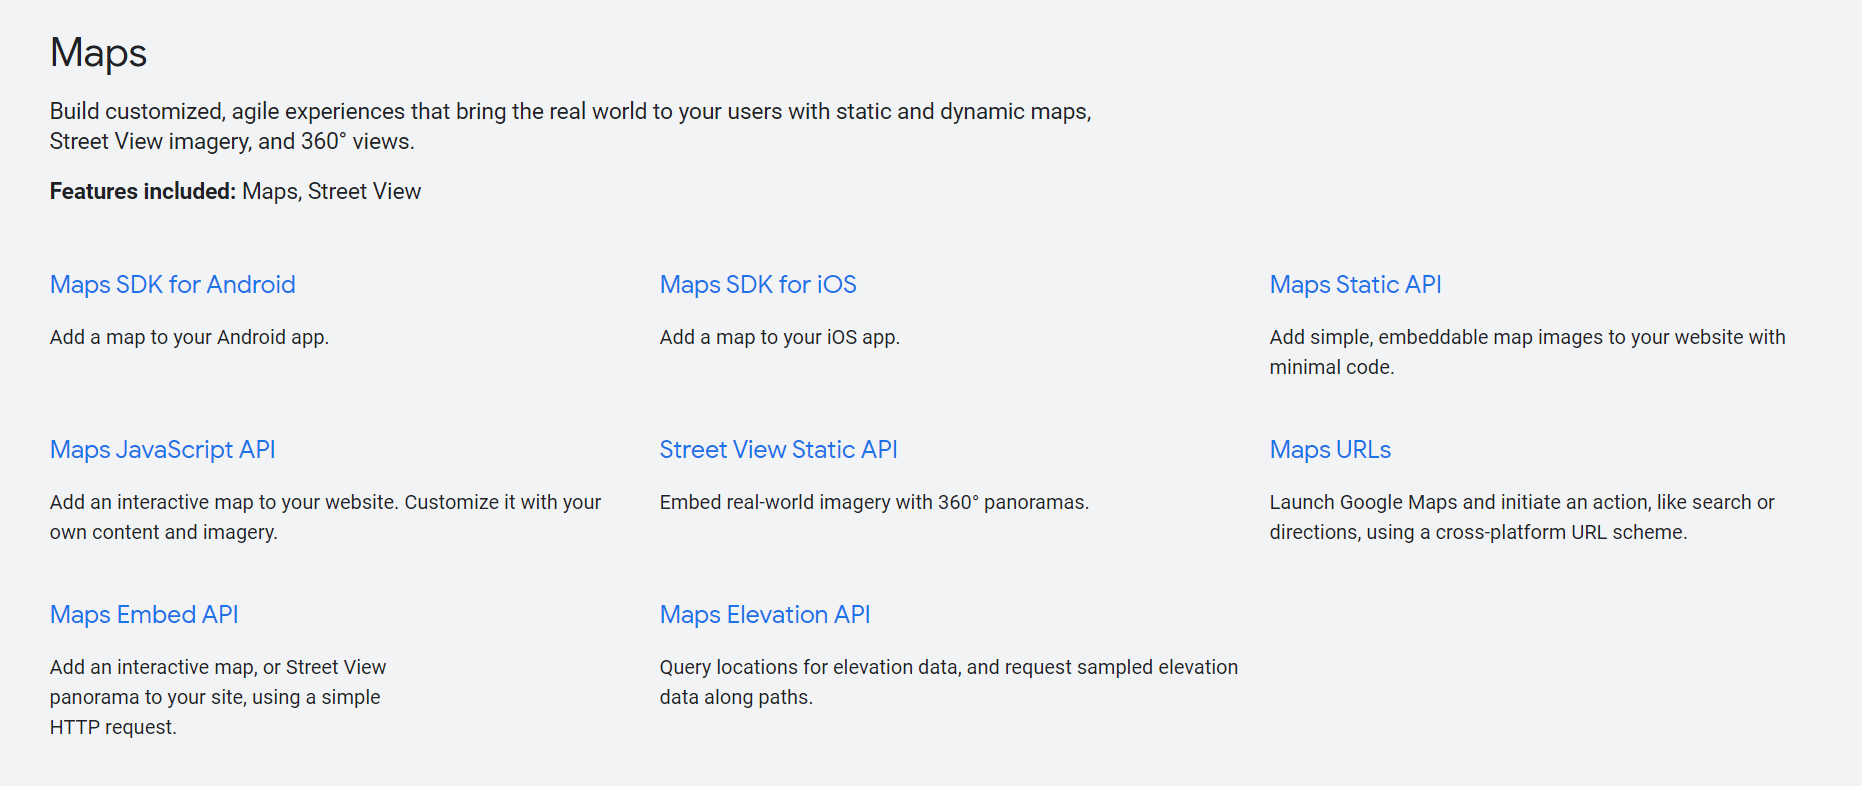 Maps
Build customized, agile experiences that bring the real world to your users with static and dynamic maps,
Street View imagery, and 360° views.
Features included: Maps, Street View
Maps SDK for Android
Add a map to your Android app.
Maps SDK for iOS
Add a map to your iOS app.
Maps Static API
Add simple, embeddable map images to your website with
minimal code.
Maps JavaScript API
Add an interactive map to your website. Customize it with your
own content and imagery.
Street View Static API
Embed real-world imagery with 360° panoramas.
Maps URLs
Launch Google Maps and initiate an action, like search or
directions, using a cross-platform URL scheme.
Maps Embed API
Add an interactive map, or Street View
panorama to your site, using a simple
HTTP request.
Maps Elevation API
Query locations for elevation data, and request sampled elevation
data along paths.